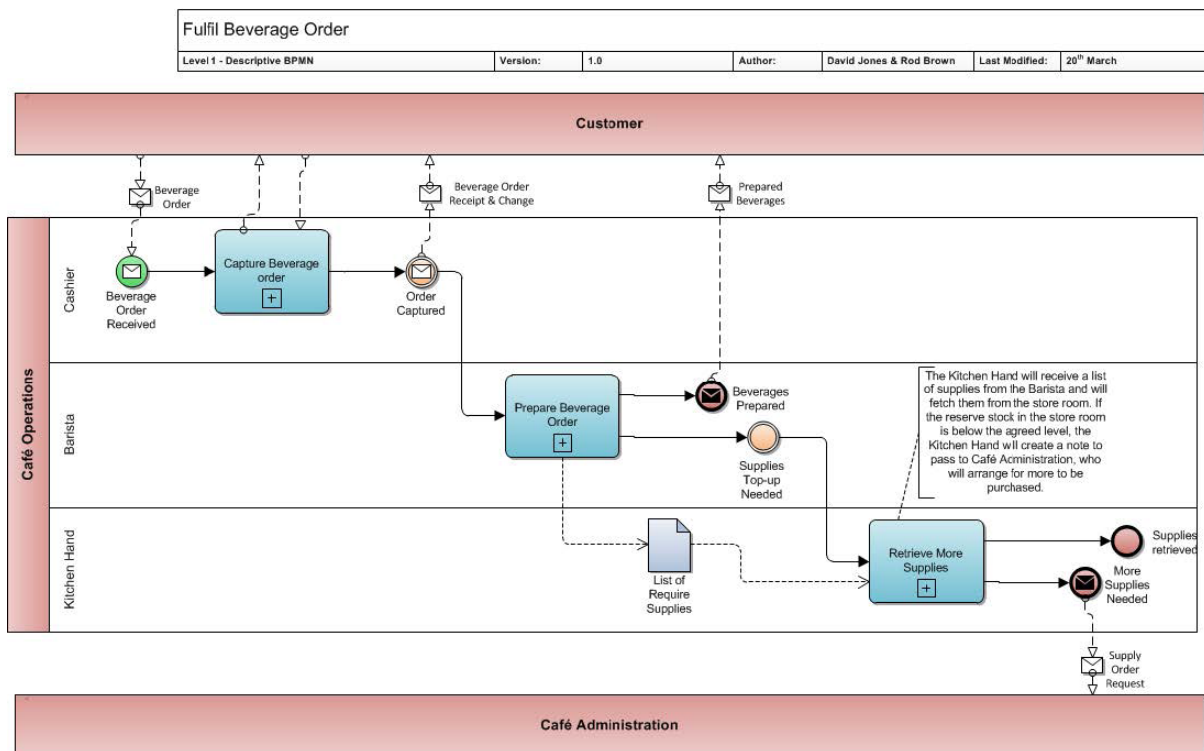 Fulfil Beverage Order
Level 1 - Descriptive BPMN Version: 1.0 Author: David Jones & Rod Brown Last Modified: 20th March
Customer
Beverage
Order
Beverage Order
Receipt & Change
Prepared
Beverages
Café Operations
Cashier
Beverage
Order
Received
Capture Beverage
order
+
Order
Captured
Barista
Prepare Beverage
Order
+
Beverages
Prepared
Supplies
Top-up
Needed
The Kitchen Hand will receive a list
of supplies from the Barista and will
fetch them from the store room. If
the reserve stock in the store room
is below the agreed level, the
Kitchen Hand will create a note to
pass to Café Administration, who
will arrange for more to be
purchased.
Kitchen Hand
List of
Require
Supplies
Retrieve More
Supplies
+
Supplies
retrieved
More
Supplies
Needed
Supply
Order
Request
Café Administration